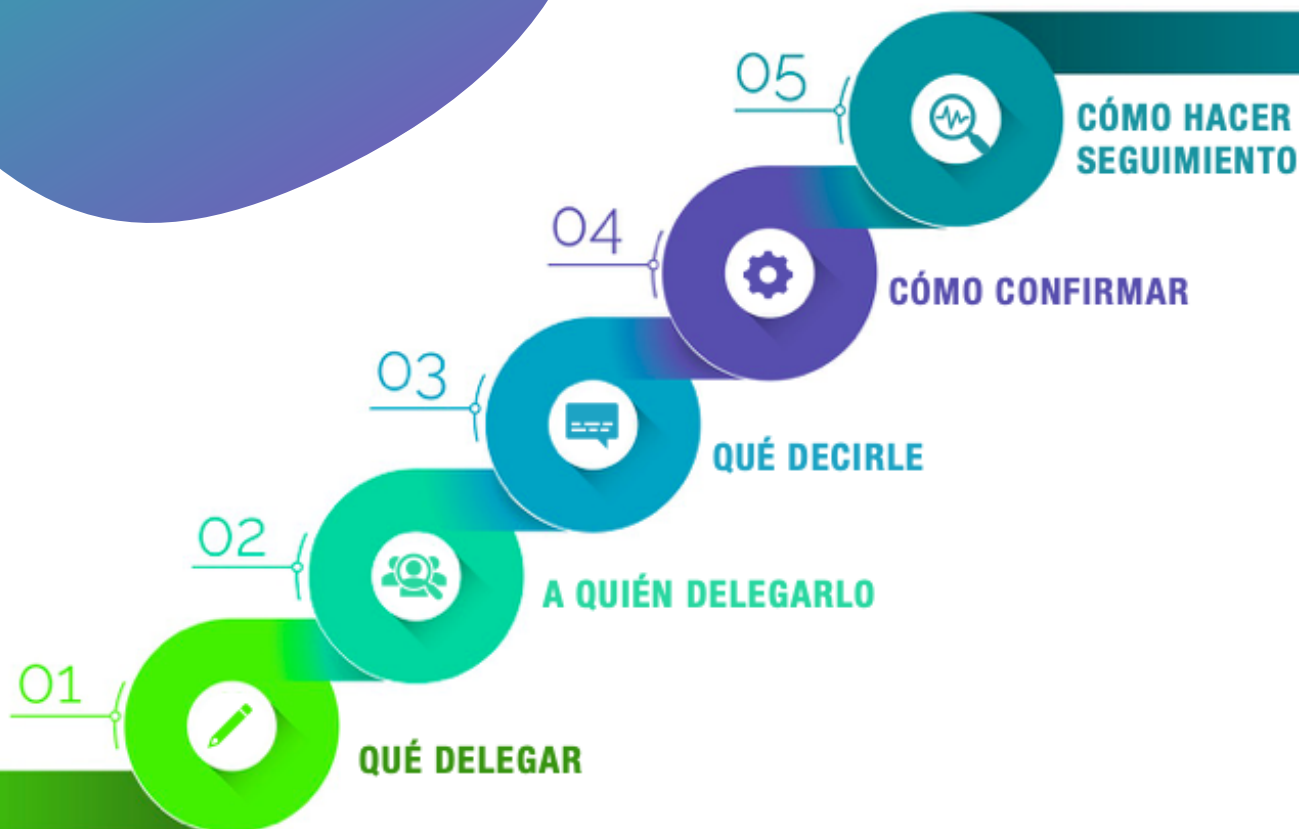 05
CÓMO HACER
SEGUIMIENTO
04
CÓMO CONFIRMAR
03
QUÉ DECIRLE
02
A QUIÉN DELEGARLO
01
QUÉ DELEGAR